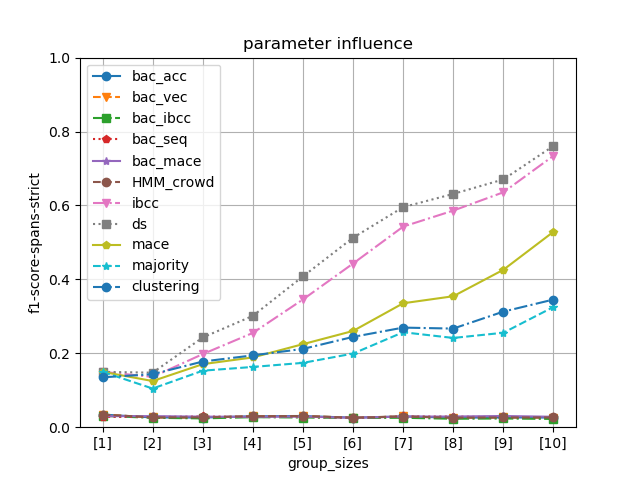 parameter influence
f1-score-spans-strict
1.0
0.8
0.6
0.4
0.2
0.0
bac_acc
bac_vec
bac_ibcc
bac_seq
bac_mace
HMM_crowd
ibcc
ds
mace
majority
clustering
[1] [2] [3] [4] [5] [6] [7] [8] [9] [10]
group_sizes